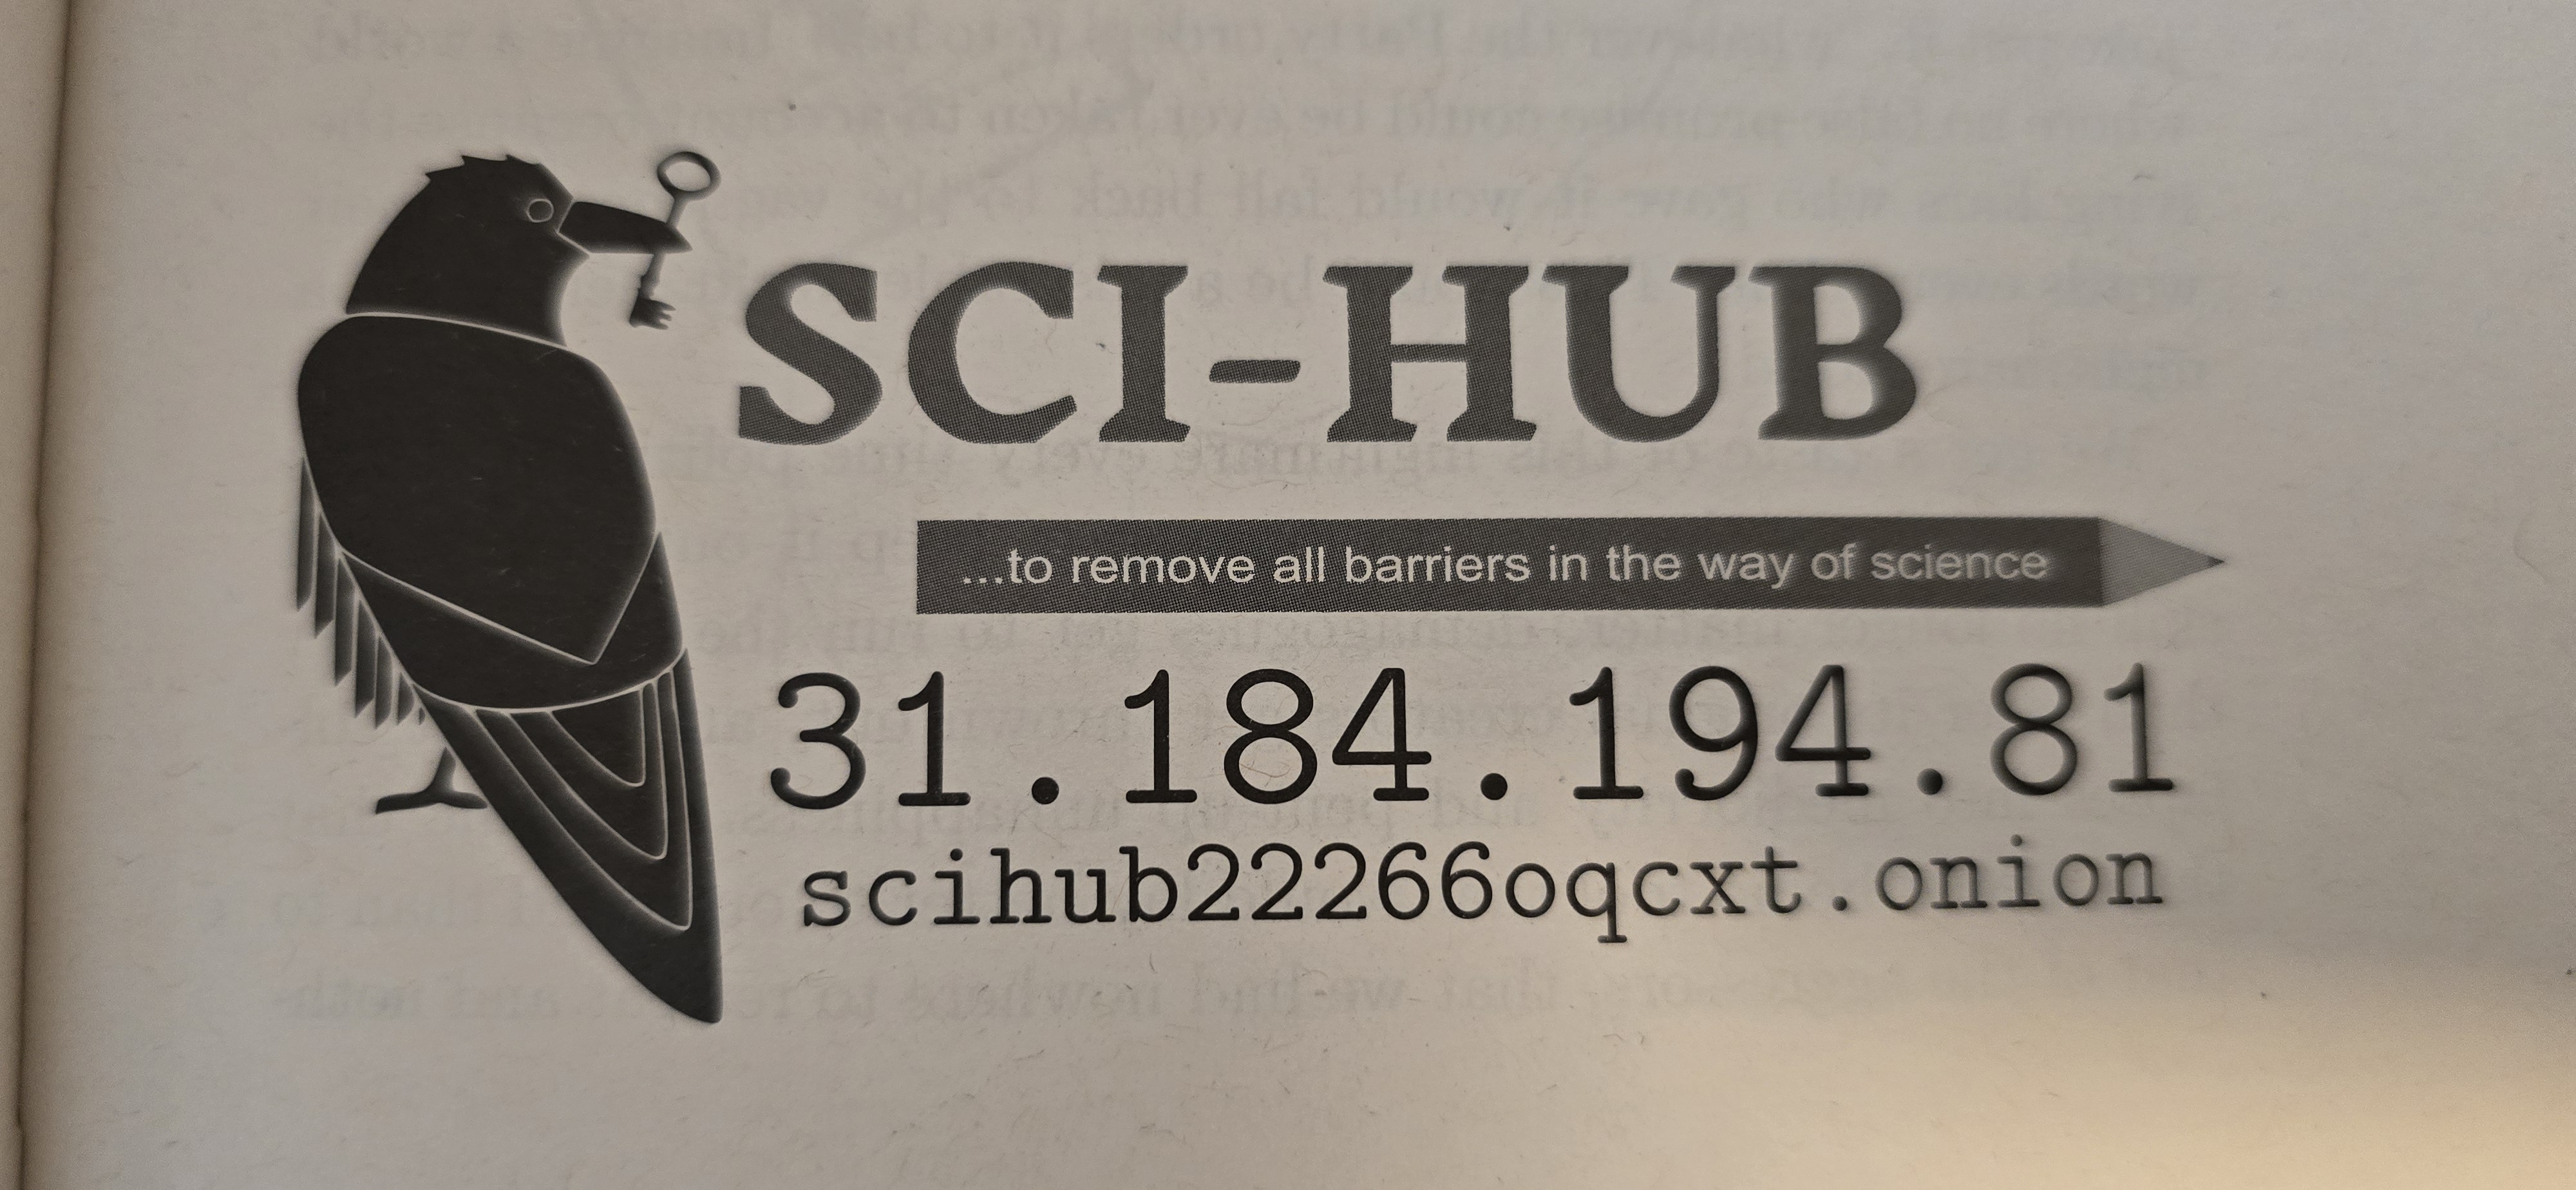 SCI-HUB
...to remove all barriers in the way of science
31.184.194.81
scihub22266oqcxt.onion